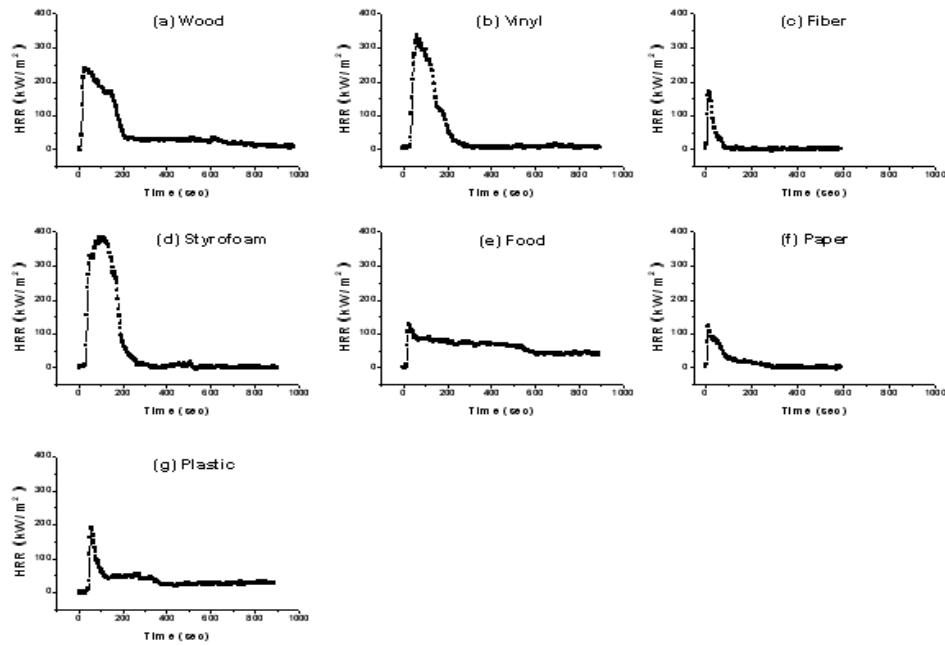 (a) Wood
HRR (kW/m²)
400
300
200
100
0
0 200 400 600 800 1000
Time (sec)
(b) Vinyl
HRR (kW/m²)
400
300
200
100
0
0 200 400 600 800 1000
Time (sec)
(c) Fiber
HRR (kW/m²)
400
300
200
100
0
0 200 400 600 800 1000
Time (sec)
(d) Styrofoam
HRR (kW/m²)
400
300
200
100
0
0 200 400 600 800 1000
Time (sec)
(e) Food
HRR (kW/m²)
400
300
200
100
0
0 200 400 600 800 1000
Time (sec)
(f) Paper
HRR (kW/m²)
400
300
200
100
0
0 200 400 600 800 1000
Time (sec)
(g) Plastic
HRR (kW/m²)
400
300
200
100
0
0 200 400 600 800 1000
Time (sec)